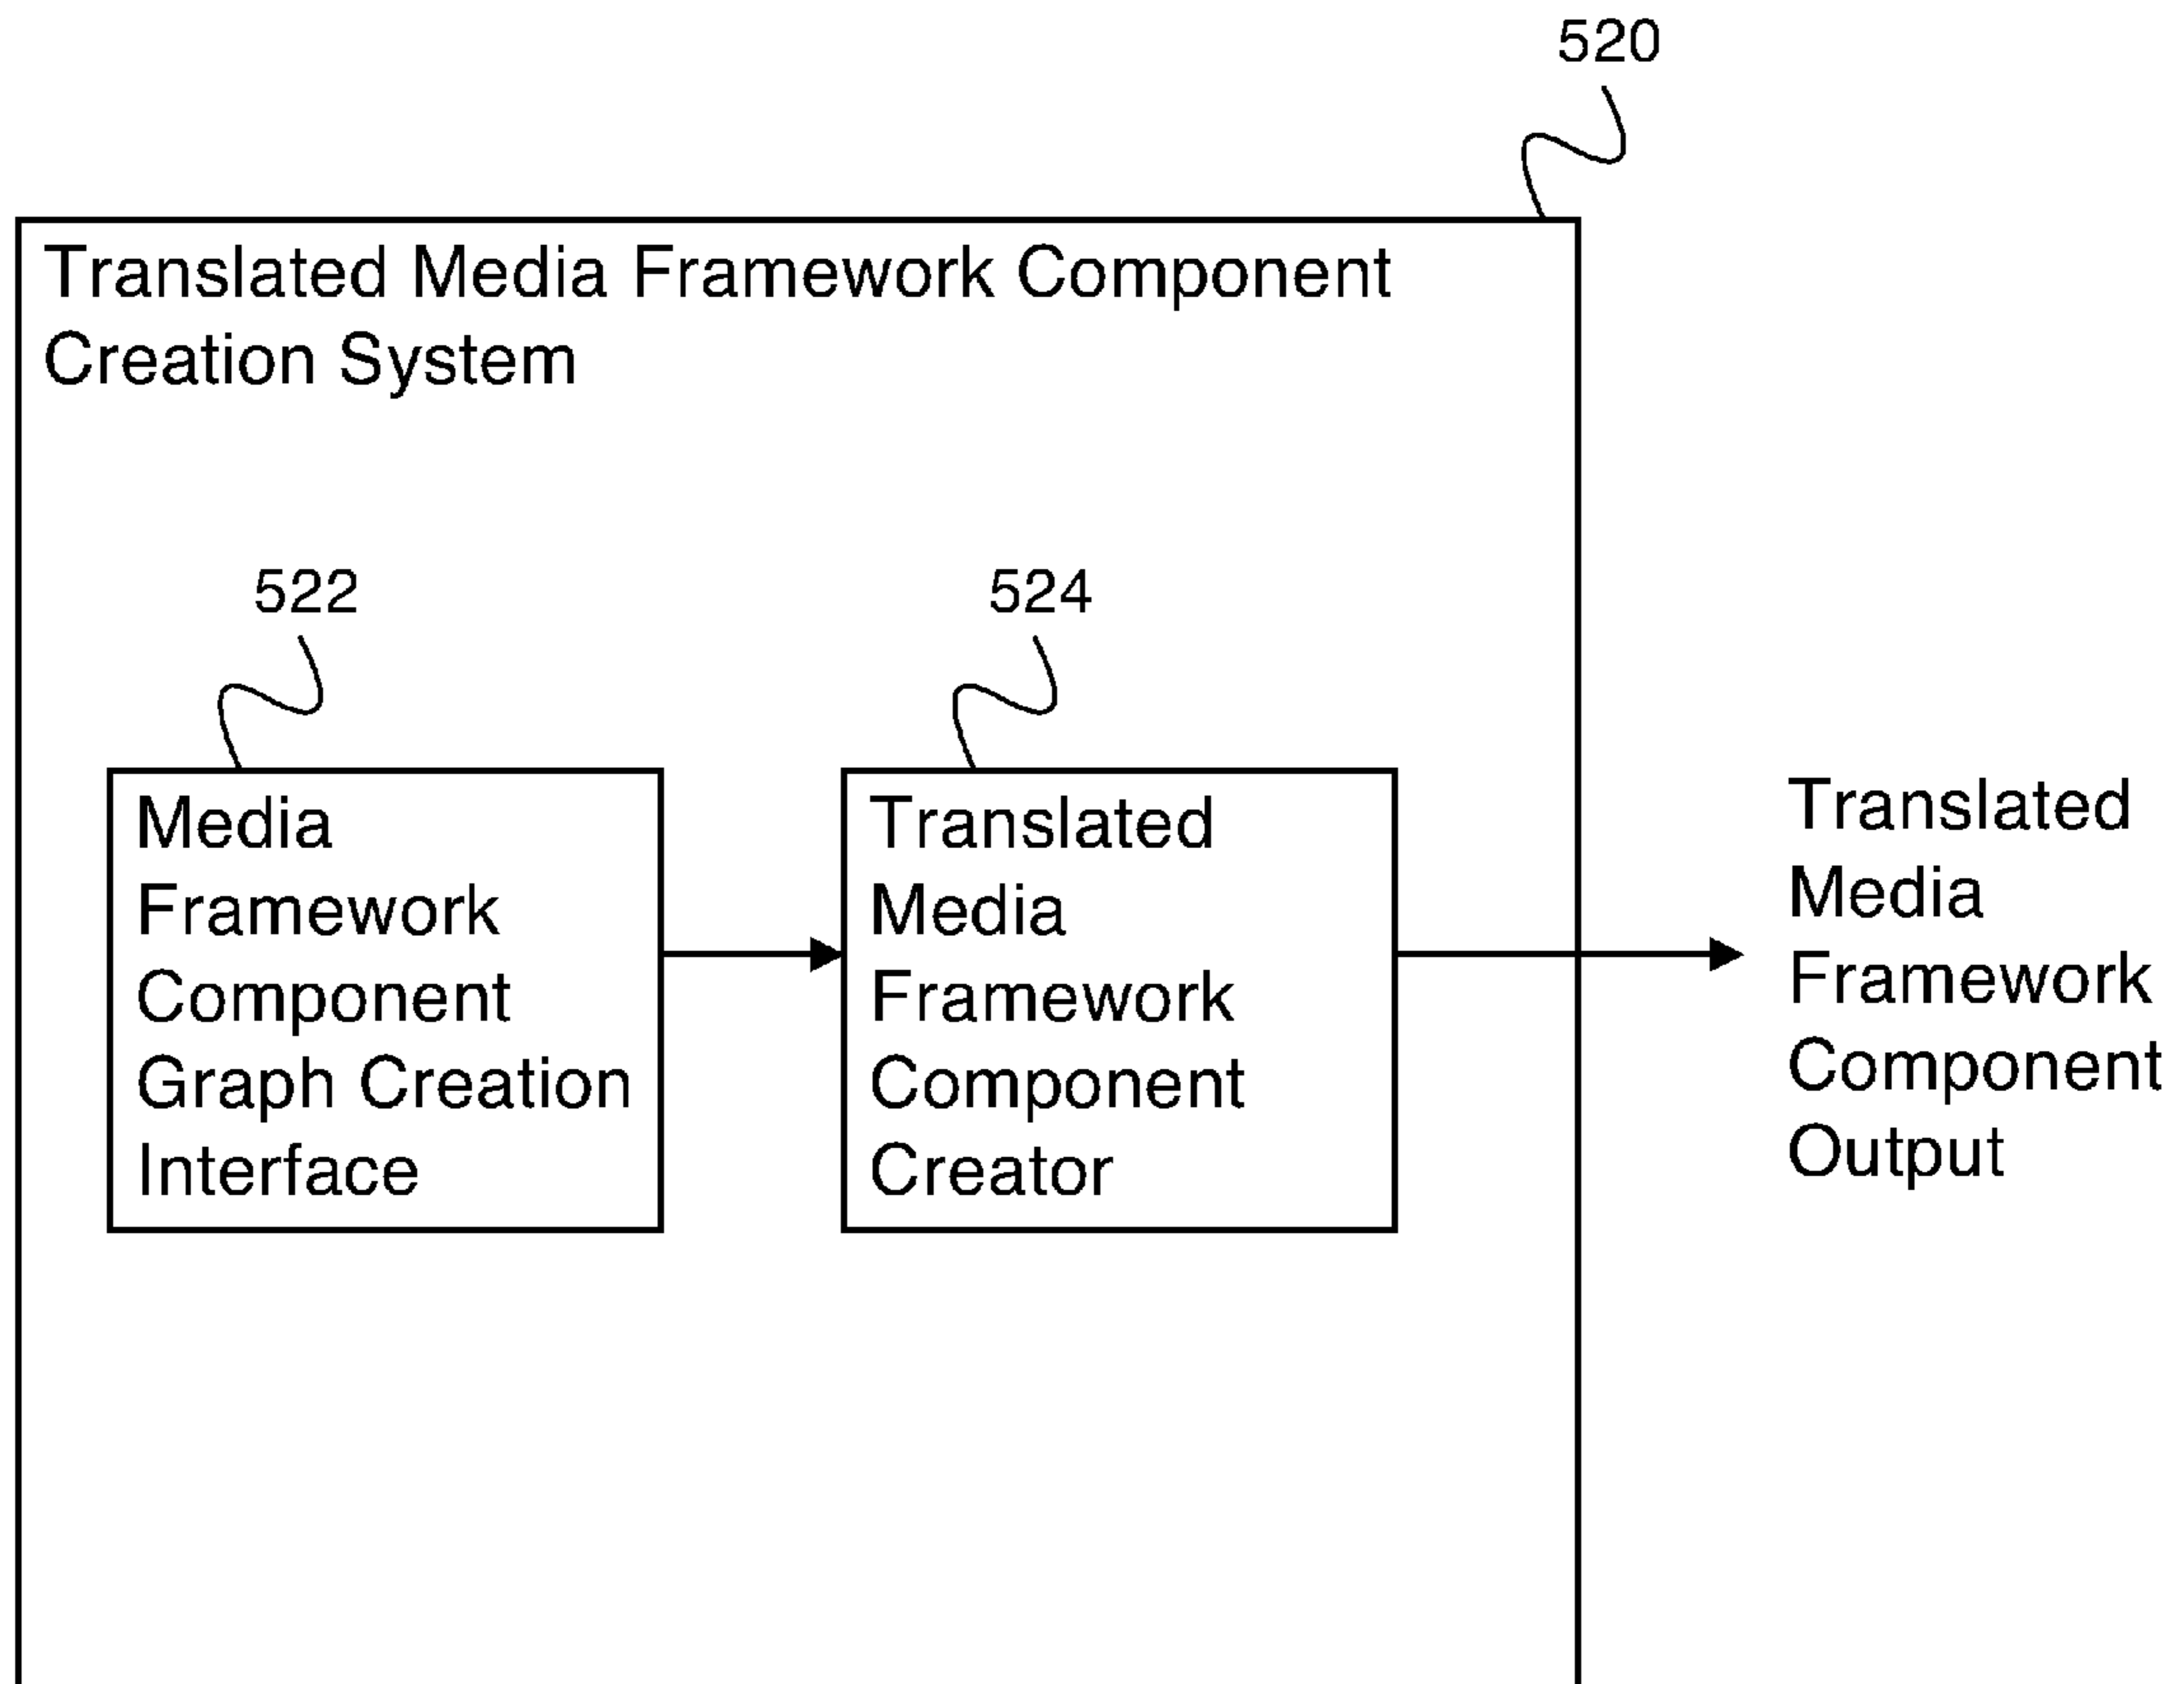 520
Translated Media Framework Component
Creation System
522
524
Media
Framework
Component
Graph Creation
Interface
Translated
Media
Framework
Component
Creator
Translated
Media
Framework
Component
Output